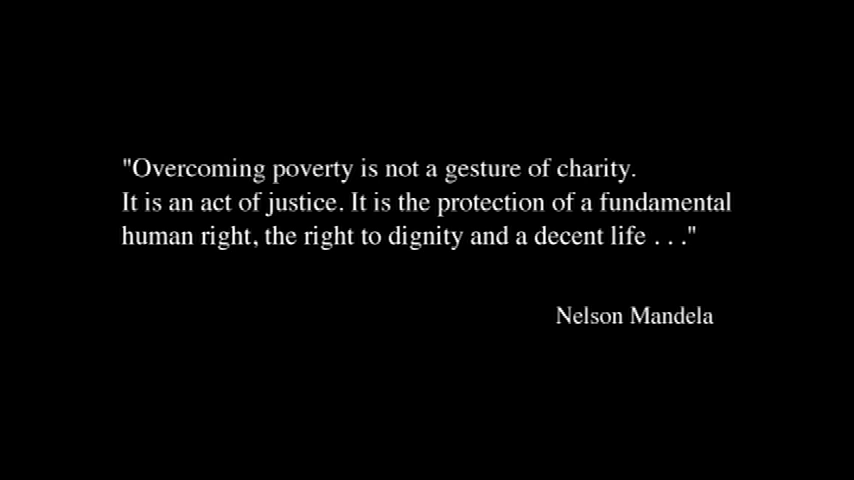 "Overcoming poverty is not a gesture of charity.
It is an act of justice. It is the protection of a fundamental
human right, the right to dignity and a decent life . . ."
Nelson Mandela